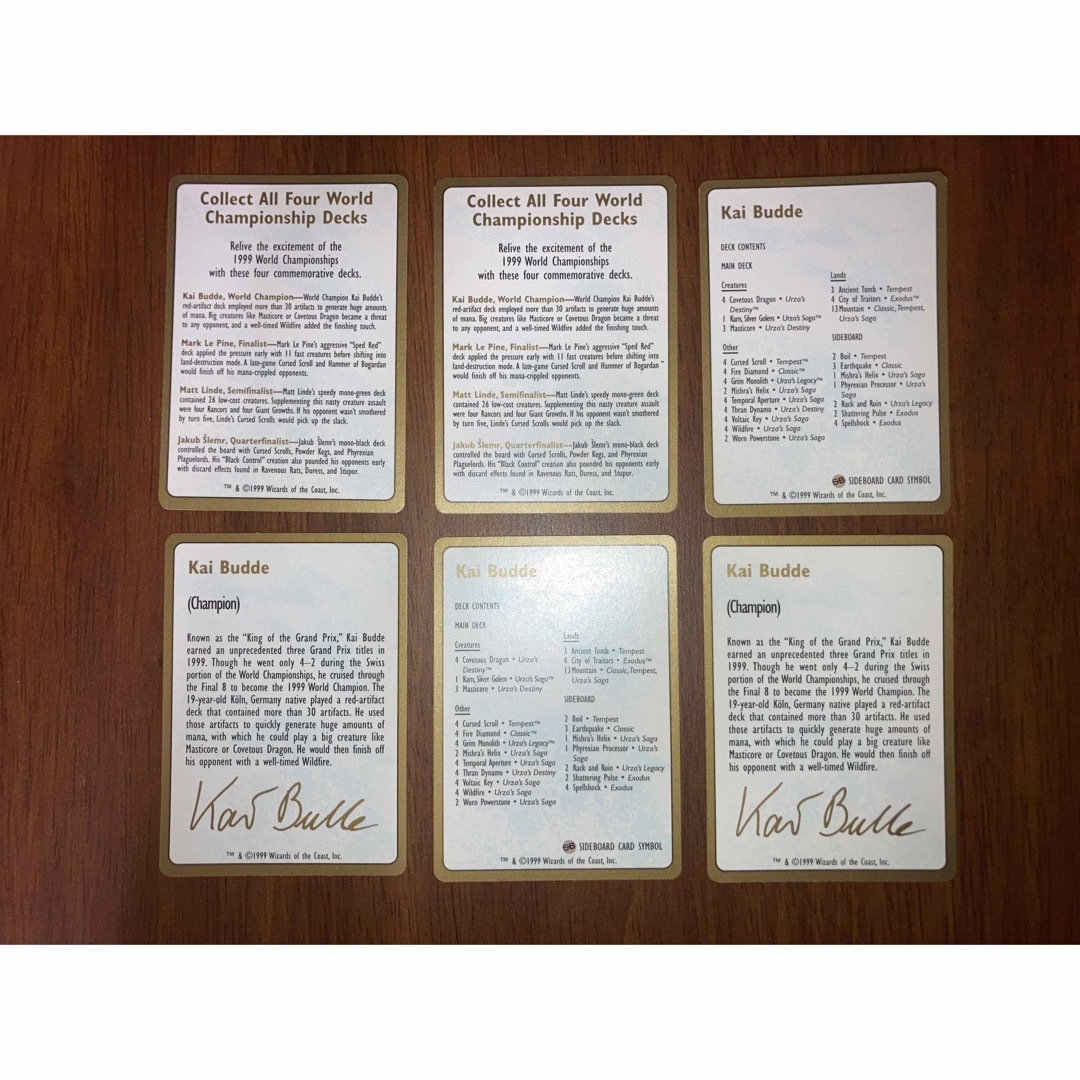 Collect All Four World
Championship Decks
Relive the excitement of the
1999 World Championships
with these four commemorative decks.
Kai Budde, World Champion—World Champion Kai Budde's
red-artifact deck employed more than 30 artifacts to generate huge amounts
of mana. Big creatures like Masticore or Covetous Dragon became a threat
to any opponent, and a well-timed Wildfire added the finishing touch.
Mark Le Pine, Finalist—Mark Le Pine's aggressive "Sped Red"
deck applied the pressure early with 11 fast creatures before shifting into
land-destruction mode. A late-game Cursed Scroll and Hammer of Bogardan
would finish off his mana-crippled opponents.
Matt Linde, Semifinalist—Matt Linde's speedy mono-green deck
contained 26 low-cost creatures. Supplementing this nasty creature assault
were four Rancors and four Giant Growths. If his opponent wasn't smothered
by turn five, Linde's Cursed Scrolls would pick up the slack.
Jakub Šlemr, Quarterfinalist—Jakub Šlemr's mono-black deck
controlled the board with Cursed Scrolls, Powder Kegs, and Phyrexian
Plaguelords. His "Black Control" creation also pounded his opponents early
with discard effects found in Ravenous Rats, Duress, and Stupor.
™ & ©1999 Wizards of the Coast, Inc.
Collect All Four World
Championship Decks
Relive the excitement of the
1999 World Championships
with these four commemorative decks.
Kai Budde, World Champion—World Champion Kai Budde's
red-artifact deck employed more than 30 artifacts to generate huge amounts
of mana. Big creatures like Masticore or Covetous Dragon became a threat
to any opponent, and a well-timed Wildfire added the finishing touch.
Mark Le Pine, Finalist—Mark Le Pine's aggressive "Sped Red"
deck applied the pressure early with 11 fast creatures before shifting into
land-destruction mode. A late-game Cursed Scroll and Hammer of Bogardan
would finish off his mana-crippled opponents.
Matt Linde, Semifinalist—Matt Linde's speedy mono-green deck
contained 26 low-cost creatures. Supplementing this nasty creature assault
were four Rancors and four Giant Growths. If his opponent wasn't smothered
by turn five, Linde's Cursed Scrolls would pick up the slack.
Jakub Šlemr, Quarterfinalist—Jakub Šlemr's mono-black deck
controlled the board with Cursed Scrolls, Powder Kegs, and Phyrexian
Plaguelords. His "Black Control" creation also pounded his opponents early
with discard effects found in Ravenous Rats, Duress, and Stupor.
™ & ©1999 Wizards of the Coast, Inc.
Kai Budde
DECK CONTENTS
MAIN DECK
Creatures
4 Covetous Dragon • Urza's
Destiny™
1 Karn, Silver Golem • Urza's Saga™
3 Masticore • Urza's Destiny
Other
4 Cursed Scroll • Tempest™
4 Fire Diamond • Classic™
4 Grim Monolith • Urza's Legacy™
2 Mishra's Helix • Urza's Saga
4 Temporal Aperture • Urza's Saga
4 Thran Dynamo • Urza's Destiny
4 Voltaic Key • Urza's Saga
4 Wildfire • Urza's Saga
2 Worn Powerstone • Urza's Saga
Lands
3 Ancient Tomb • Tempest
4 City of Traitors • Exodus™
13 Mountain • Classic, Tempest,
Urza's Saga
SIDEBOARD
2 Boil • Tempest
3 Earthquake • Classic
1 Mishra's Helix • Urza's Saga
1 Phyrexian Processor • Urza's
Saga
2 Rack and Ruin • Urza's Legacy
2 Shattering Pulse • Exodus
4 Spellshock • Exodus
SB SIDEBOARD CARD SYMBOL
™ & ©1999 Wizards of the Coast, Inc.
Kai Budde
(Champion)
Known as the "King of the Grand Prix," Kai Budde
earned an unprecedented three Grand Prix titles in
1999. Though he went only 4–2 during the Swiss
portion of the World Championships, he cruised through
the Final 8 to become the 1999 World Champion. The
19-year-old Köln, Germany native played a red-artifact
deck that contained more than 30 artifacts. He used
those artifacts to quickly generate huge amounts of
mana, with which he could play a big creature like
Masticore or Covetous Dragon. He would then finish off
his opponent with a well-timed Wildfire.
Kai Budde
™ & ©1999 Wizards of the Coast, Inc.
Kai Budde
DECK CONTENTS
MAIN DECK
Creatures
4 Covetous Dragon • Urza's
Destiny™
1 Karn, Silver Golem • Urza's Saga™
3 Masticore • Urza's Destiny
Other
4 Cursed Scroll • Tempest™
4 Fire Diamond • Classic™
4 Grim Monolith • Urza's Legacy™
2 Mishra's Helix • Urza's Saga
4 Temporal Aperture • Urza's Saga
4 Thran Dynamo • Urza's Destiny
4 Voltaic Key • Urza's Saga
4 Wildfire • Urza's Saga
2 Worn Powerstone • Urza's Saga
Lands
3 Ancient Tomb • Tempest
4 City of Traitors • Exodus™
13 Mountain • Classic, Tempest,
Urza's Saga
SIDEBOARD
2 Boil • Tempest
3 Earthquake • Classic
1 Mishra's Helix • Urza's Saga
1 Phyrexian Processor • Urza's
Saga
2 Rack and Ruin • Urza's Legacy
2 Shattering Pulse • Exodus
4 Spellshock • Exodus
SB SIDEBOARD CARD SYMBOL
™ & ©1999 Wizards of the Coast, Inc.
Kai Budde
(Champion)
Known as the "King of the Grand Prix," Kai Budde
earned an unprecedented three Grand Prix titles in
1999. Though he went only 4–2 during the Swiss
portion of the World Championships, he cruised through
the Final 8 to become the 1999 World Champion. The
19-year-old Köln, Germany native played a red-artifact
deck that contained more than 30 artifacts. He used
those artifacts to quickly generate huge amounts of
mana, with which he could play a big creature like
Masticore or Covetous Dragon. He would then finish off
his opponent with a well-timed Wildfire.
Kai Budde
™ & ©1999 Wizards of the Coast, Inc.